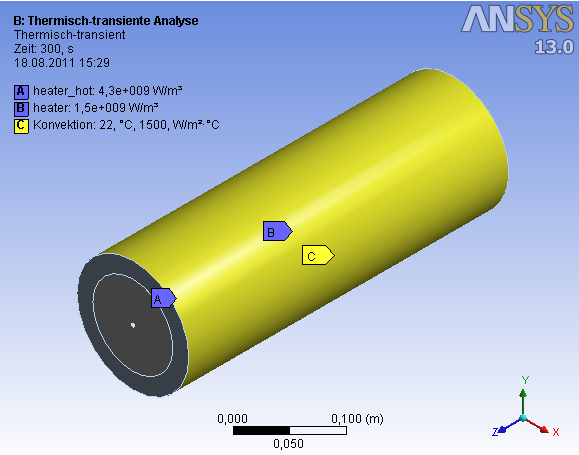 B: Thermisch-transiente Analyse
Thermisch-transient
Zeit: 300, s
18.08.2011 15:29
A heater_hot: 4,3e+009 W/m³
B heater: 1,5e+009 W/m³
C Konvektion: 22, °C, 1500, W/m²·°C
ANSYS
13.0
B
C
A
0,000 0,100 (m)
0,050
Y
Z X